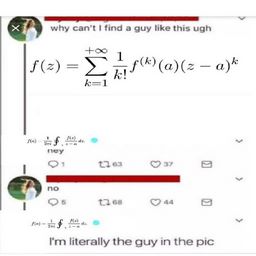 why can't I find a guy like this ugh
f(z) = +∞ ∑ k=1 1/k! f^(k)(a)(z − a)^k
ney
1 63 37
no
5 68 44
I'm literally the guy in the pic